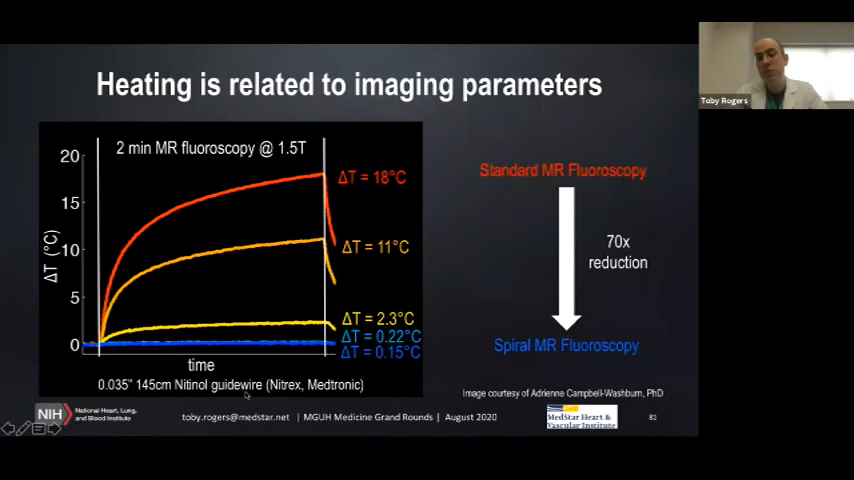 Heating is related to imaging parameters
Toby Rogers
2 min MR fluoroscopy @ 1.5T
20
15
10
5
0
ΔT (°C)
ΔT = 18°C
ΔT = 11°C
ΔT = 2.3°C
ΔT = 0.22°C
ΔT = 0.15°C
time
0.035" 145cm Nitinol guidewire (Nitrex, Medtronic)
Standard MR Fluoroscopy
70x
reduction
Spiral MR Fluoroscopy
Image courtesy of Adrienne Campbell-Washburn, PhD
NIH
National Heart, Lung,
and Blood Institute
toby.rogers@medstar.net | MGUH Medicine Grand Rounds | August 2020
MedStar Heart &
Vascular Institute
81